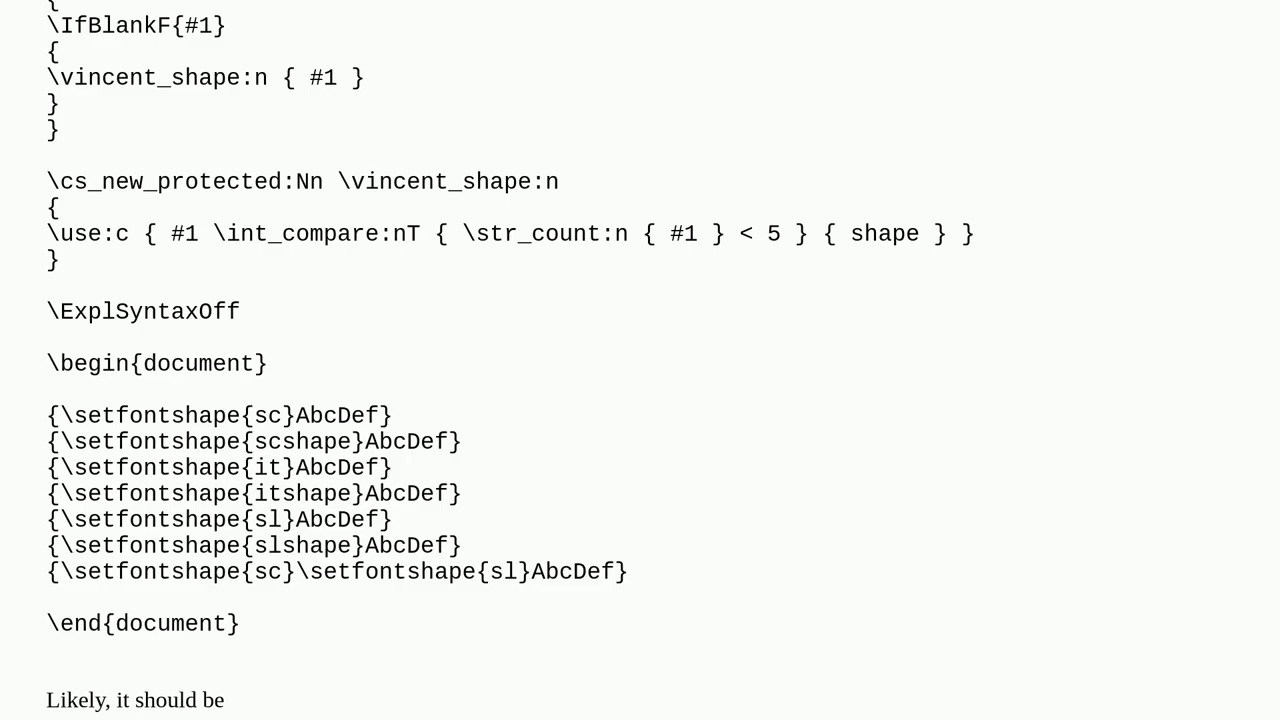 {
\IfBlankF{#1}
{
\vincent_shape:n { #1 }
}
}
\cs_new_protected:Nn \vincent_shape:n
{
\use:c { #1 \int_compare:nT { \str_count:n { #1 } < 5 } { shape } }
}
\ExplSyntaxOff
\begin{document}
{\setfontshape{sc}AbcDef}
{\setfontshape{scshape}AbcDef}
{\setfontshape{it}AbcDef}
{\setfontshape{itshape}AbcDef}
{\setfontshape{sl}AbcDef}
{\setfontshape{slshape}AbcDef}
{\setfontshape{sc}\setfontshape{sl}AbcDef}
\end{document}
Likely, it should be